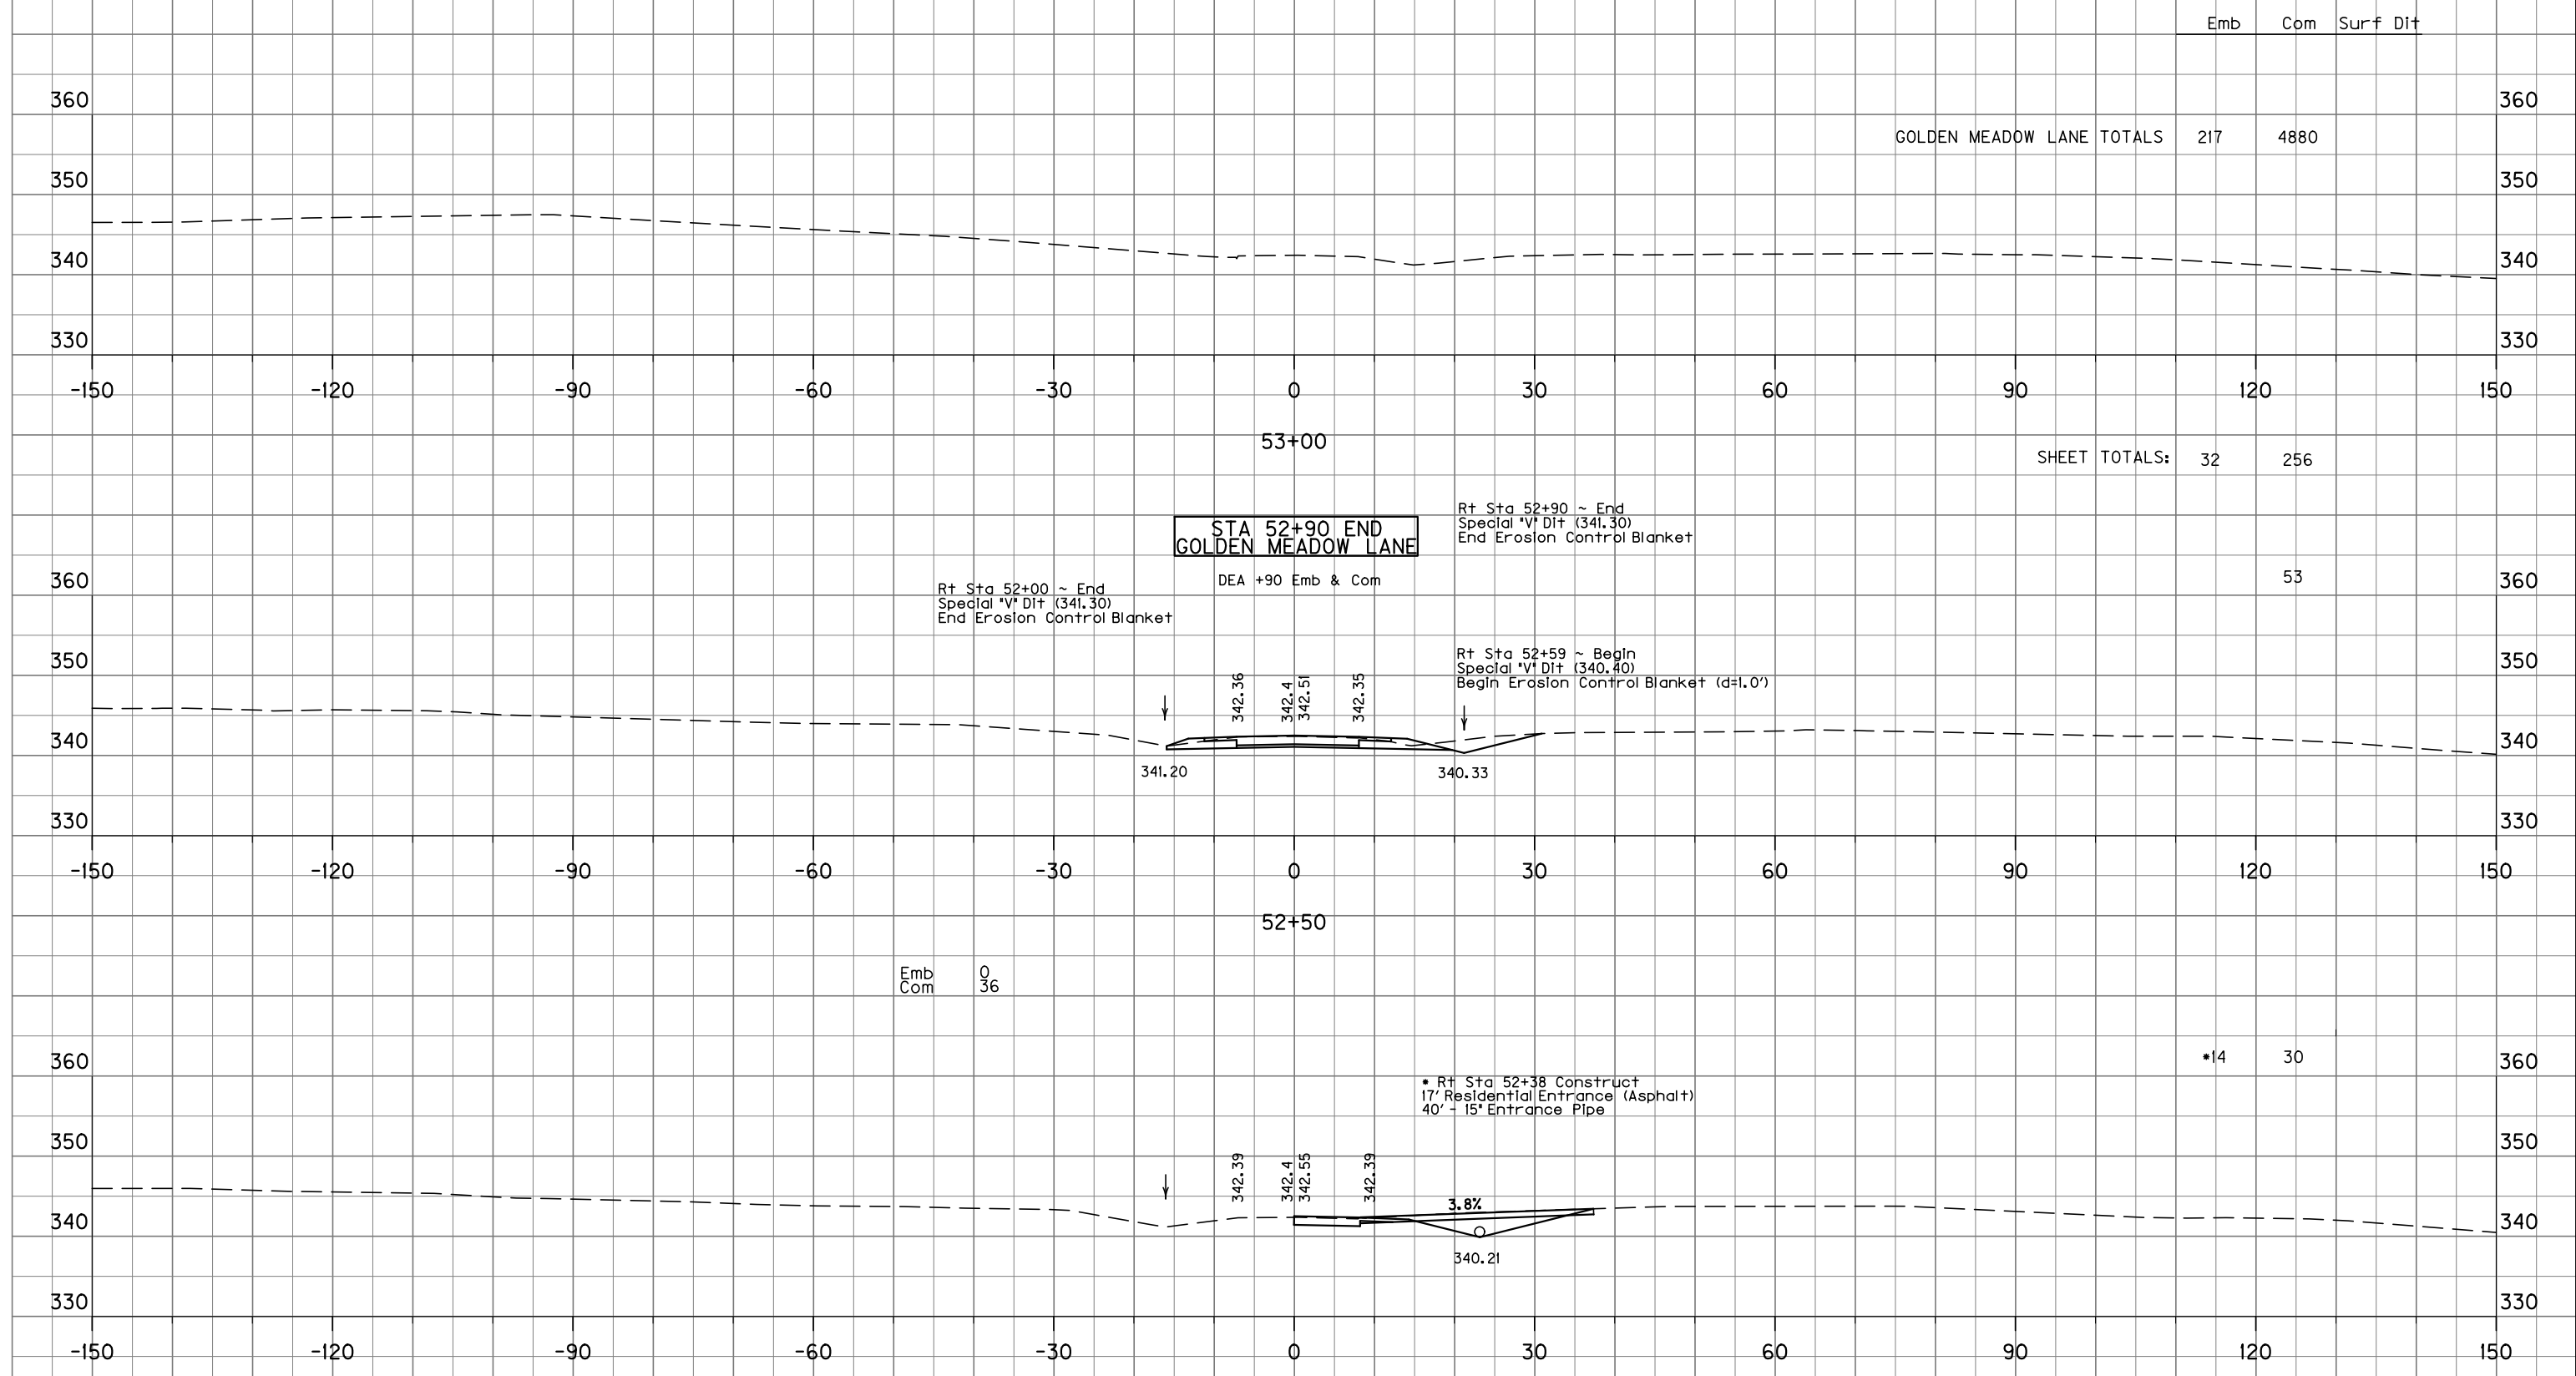 Emb Com Surf Dit
360 360
GOLDEN MEADOW LANE TOTALS 217 4880
350 350
340 340
330 330
-150 -120 -90 -60 -30 0 30 60 90 120 150
53+00
SHEET TOTALS: 32 256
Rt Sta 52+90 ~ End
Special "V" Dit (341.30)
End Erosion Control Blanket
STA 52+90 END
GOLDEN MEADOW LANE
DEA +90 Emb & Com
53
360 360
Rt Sta 52+00 ~ End
Special "V" Dit (341.30)
End Erosion Control Blanket
Rt Sta 52+59 ~ Begin
Special "V" Dit (340.40)
Begin Erosion Control Blanket (d=1.0')
350 350
342.36 342.4 342.51 342.35
340 340
341.20 340.33
330 330
-150 -120 -90 -60 -30 0 30 60 90 120 150
52+50
Emb 0
Com 36
*14 30
360 360
* Rt Sta 52+38 Construct
17' Residential Entrance (Asphalt)
40' - 15" Entrance Pipe
350 350
342.39 342.4 342.55 342.39
3.8%
340 340
340.21
330 330
-150 -120 -90 -60 -30 0 30 60 90 120 150